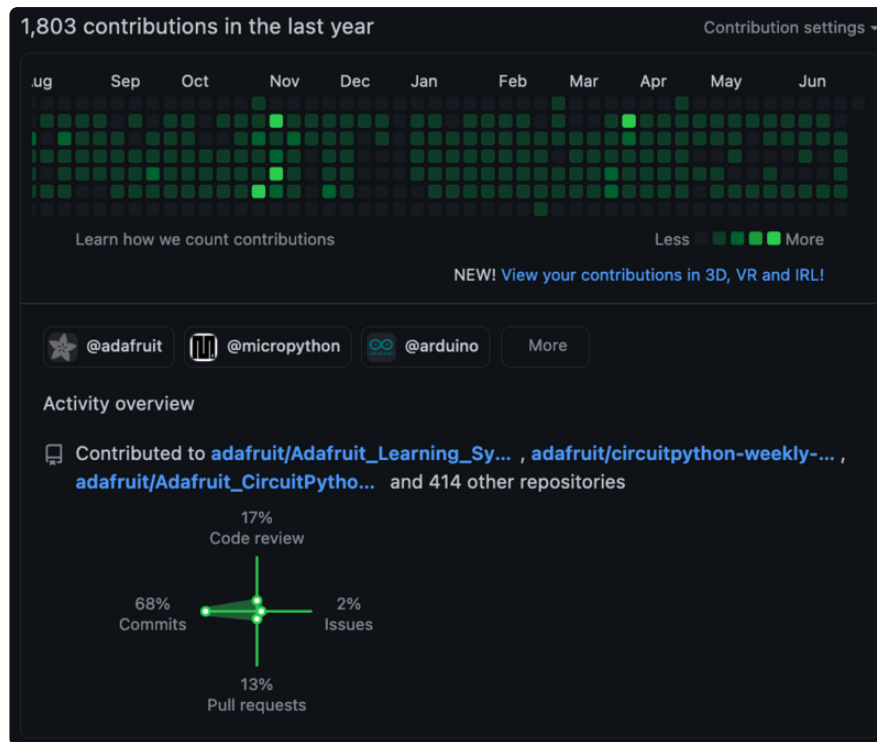 1,803 contributions in the last year
Contribution settings
ug Sep Oct Nov Dec Jan Feb Mar Apr May Jun
Learn how we count contributions
Less More
NEW! View your contributions in 3D, VR and IRL!
@adafruit @micropython @arduino More
Activity overview
Contributed to adafruit/Adafruit_Learning_Sy... , adafruit/circuitpython-weekly-... ,
adafruit/Adafruit_CircuitPytho... and 414 other repositories
17%
Code review
68%
Commits
2%
Issues
13%
Pull requests